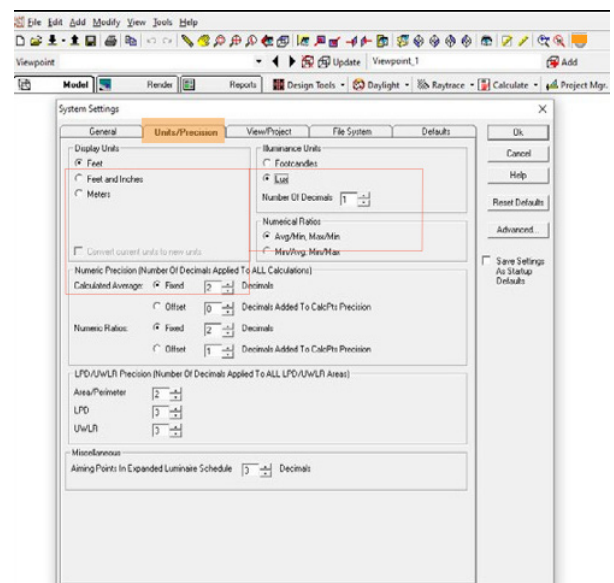 File Edit Add Modify View Tools Help
Viewpoint Update Viewpoint_1 Add
Model Render Reports Design Tools Daylight Raytrace Calculate Project Mgr.
System Settings
General Units/Precision View/Project File System Defaults
Display Units
Feet
Feet and Inches
Meters
Convert current units to new units
Illuminance Units
Footcandles
Lux
Number Of Decimals 1
Numerical Ratios
Avg/Min, Max/Min
Min/Avg, Min/Max
Ok
Cancel
Help
Reset Defaults
Advanced...
Save Settings
As Startup
Defaults
Numeric Precision (Number Of Decimals Applied To ALL Calculations)
Calculated Average: Fixed 2 Decimals
Offset 0 Decimals Added To CalcPts Precision
Numeric Ratios: Fixed 2 Decimals
Offset 1 Decimals Added To CalcPts Precision
LPD/UWLR Precision (Number Of Decimals Applied To ALL LPD/UWLR Areas)
Area/Perimeter 2
LPD 3
UWLR 3
Miscellaneous
Aiming Points In Expanded Luminaire Schedule 3 Decimals